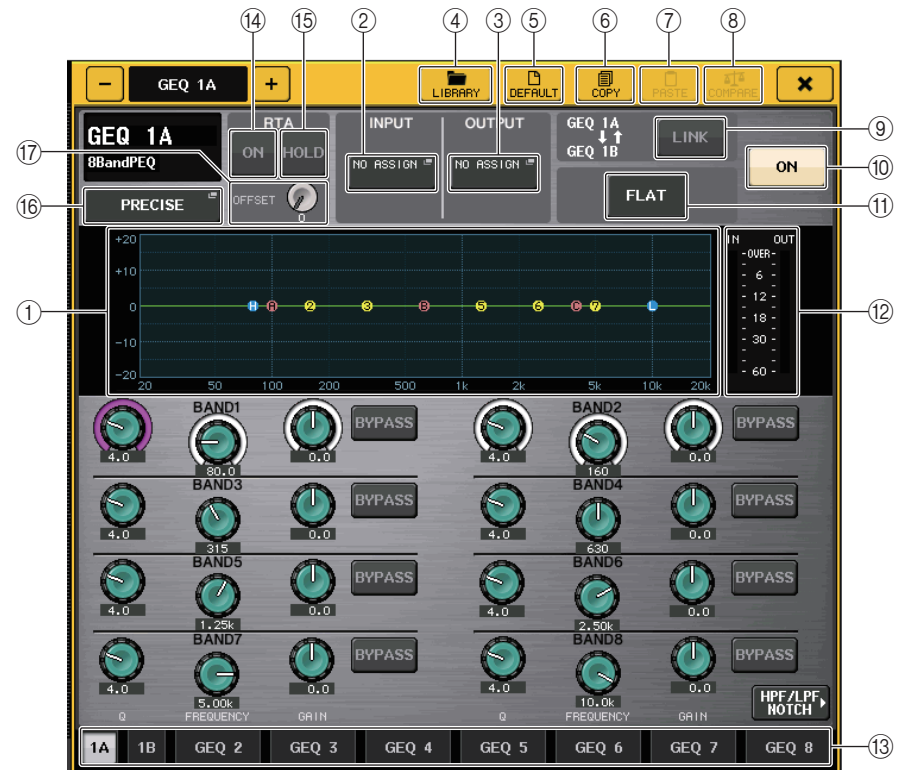 ⑭ ⑮ ② ④ ③ ⑤ ⑥ ⑦ ⑧
− GEQ 1A + LIBRARY DEFAULT COPY PASTE COMPARE ×
GEQ 1A
8BandPEQ
RTA
ON HOLD
INPUT
NO ASSIGN
OUTPUT
NO ASSIGN
GEQ 1A
GEQ 1B
LINK
⑨
ON
⑩
⑰
OFFSET
0
FLAT
⑪
⑯
PRECISE
①
+20
+10
0
−10
−20
H A 2 3 B 5 6 C 7 L
20 50 100 200 500 1k 2k 5k 10k 20k
IN OUT
OVER
6
12
18
30
60
⑫
BAND1 BYPASS BAND2 BYPASS
4.0 80.0 0.0 4.0 160 0.0
BAND3 BYPASS BAND4 BYPASS
4.0 315 0.0 4.0 630 0.0
BAND5 BYPASS BAND6 BYPASS
4.0 1.25k 0.0 4.0 2.50k 0.0
BAND7 BYPASS BAND8 BYPASS
4.0 5.00k 0.0 4.0 10.0k 0.0
Q FREQUENCY GAIN Q FREQUENCY GAIN
HPF/LPF
NOTCH
1A 1B GEQ 2 GEQ 3 GEQ 4 GEQ 5 GEQ 6 GEQ 7 GEQ 8
⑬